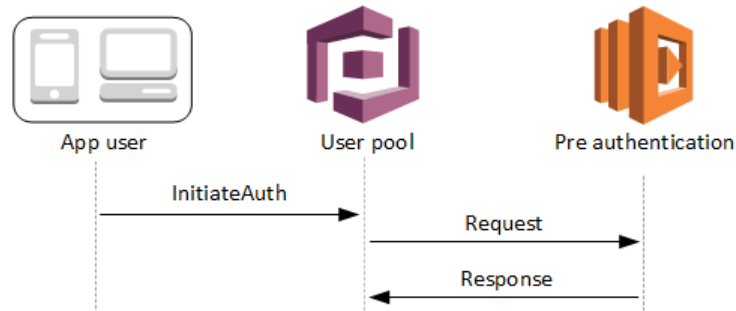 App user
User pool
Pre authentication
InitiateAuth
Request
Response